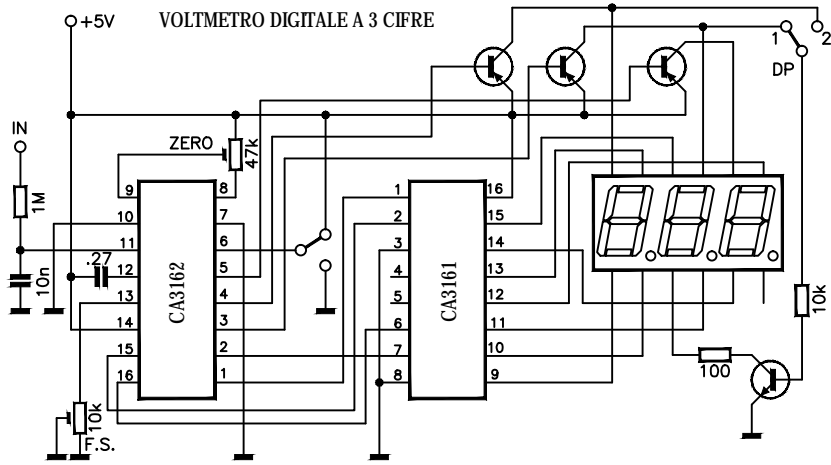 +5V
VOLTMETRO DIGITALE A 3 CIFRE
1
2
DP
IN
ZERO
47k
1M
10n
.27
9
10
11
12
13
14
15
16
CA3162
8
7
6
5
4
3
2
1
1
2
3
4
5
6
7
8
CA3161
16
15
14
13
12
11
10
9
10k
100
10k
F.S.